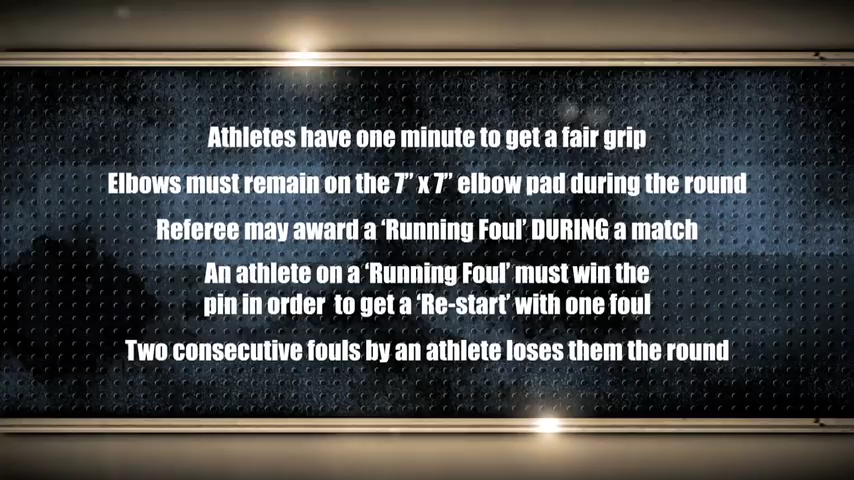 Athletes have one minute to get a fair grip
Elbows must remain on the 7” x 7” elbow pad during the round
Referee may award a ‘Running Foul’ DURING a match
An athlete on a ‘Running Foul’ must win the
pin in order to get a ‘Re-start’ with one foul
Two consecutive fouls by an athlete loses them the round